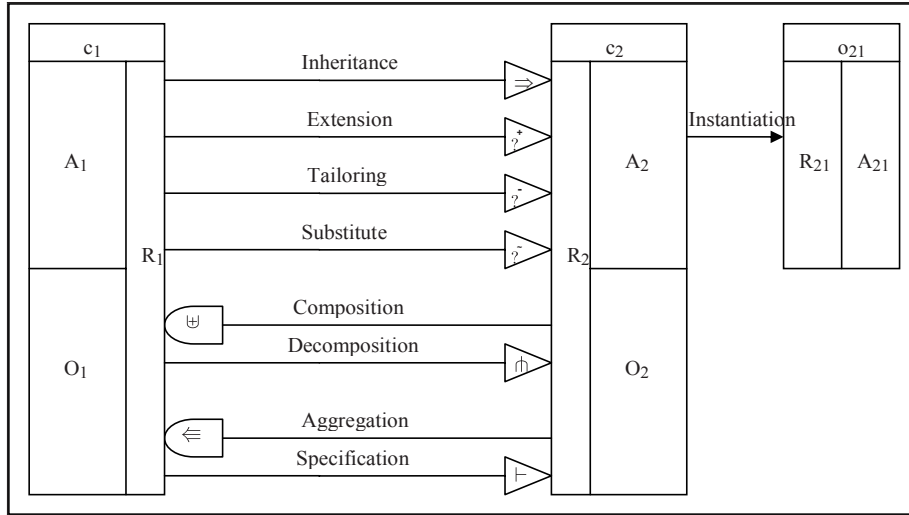 c₁
c₂
o₂₁
Inheritance
⇒
Extension
?⁺
Instantiation
A₁
A₂
R₂₁
A₂₁
Tailoring
?⁻
Substitute
?˜
R₁
R₂
Composition
⊎
Decomposition
⋔
O₁
O₂
Aggregation
⇚
Specification
⊢